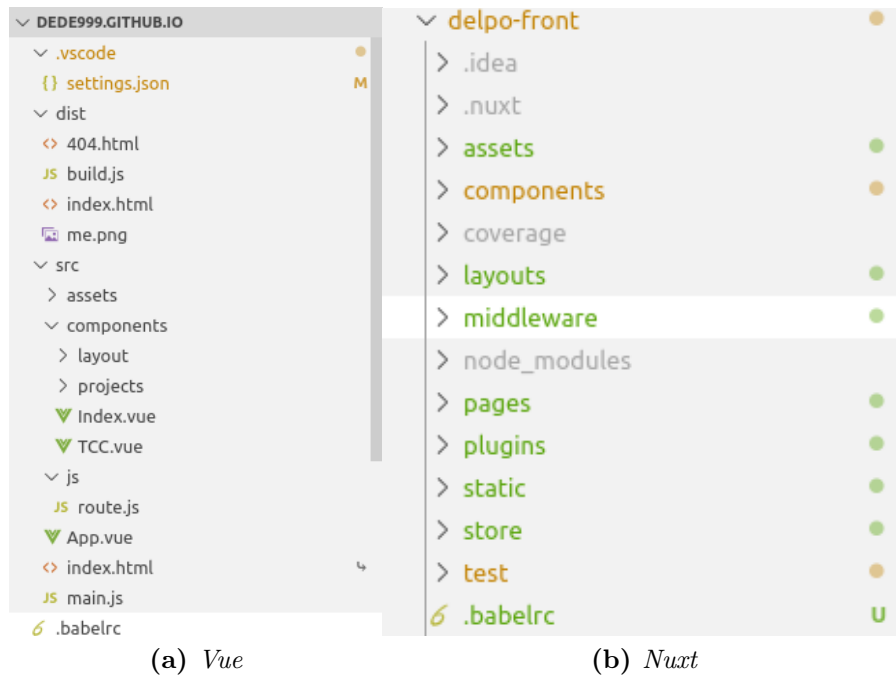 DEDE999.GITHUB.IO
.vscode
{} settings.json M
dist
<> 404.html
JS build.js
<> index.html
me.png
src
assets
components
layout
projects
Index.vue
TCC.vue
js
JS route.js
App.vue
<> index.html
JS main.js
.babelrc
(a) Vue
delpo-front
.idea
.nuxt
assets
components
coverage
layouts
middleware
node_modules
pages
plugins
static
store
test
.babelrc U
(b) Nuxt